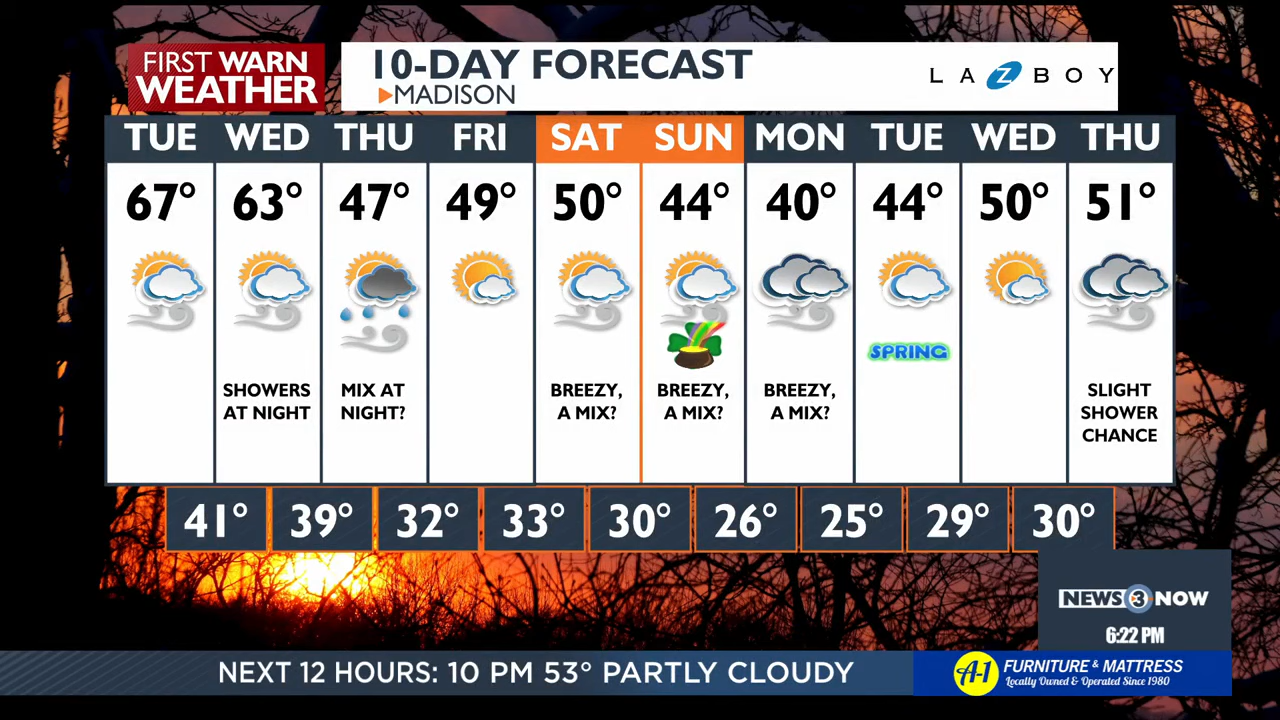 FIRST WARN
WEATHER
10-DAY FORECAST
MADISON
LA Z BOY
TUE WED THU FRI SAT SUN MON TUE WED THU
67° 63° 47° 49° 50° 44° 40° 44° 50° 51°
SPRING
SHOWERS
AT NIGHT
MIX AT
NIGHT?
BREEZY,
A MIX?
BREEZY,
A MIX?
BREEZY,
A MIX?
SLIGHT
SHOWER
CHANCE
41° 39° 32° 33° 30° 26° 25° 29° 30°
NEWS 3 NOW
6:22 PM
NEXT 12 HOURS: 10 PM 53° PARTLY CLOUDY
A-1
FURNITURE & MATTRESS
Locally Owned & Operated Since 1980